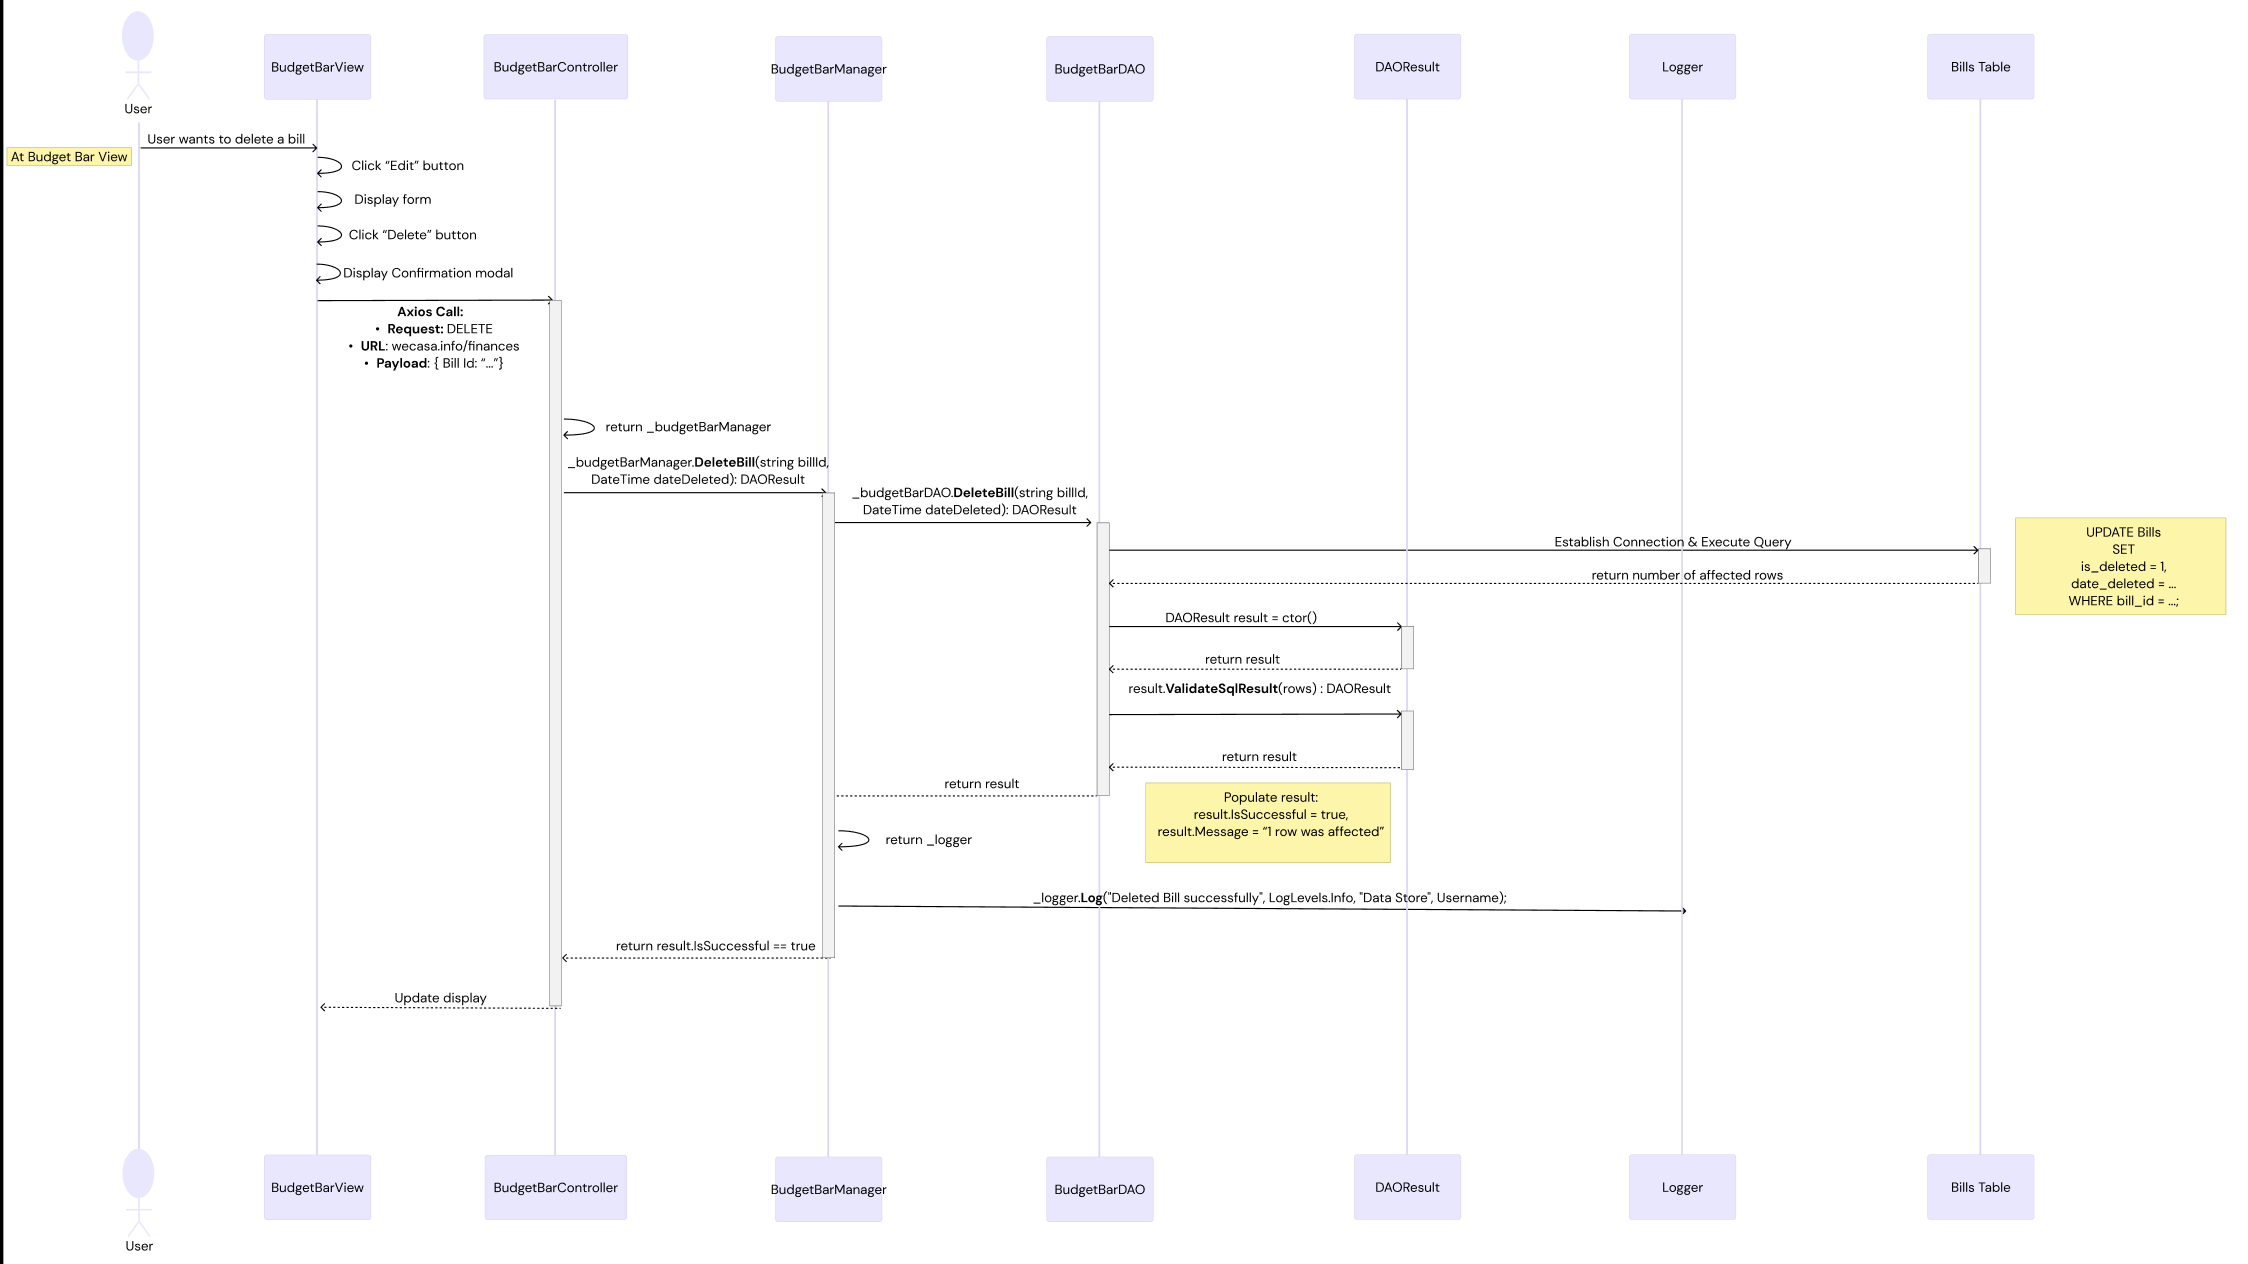 BudgetBarView
BudgetBarController
BudgetBarManager
BudgetBarDAO
DAOResult
Logger
Bills Table
User
User wants to delete a bill
At Budget Bar View
Click “Edit” button
Display form
Click “Delete” button
Display Confirmation modal
Axios Call:
• Request: DELETE
• URL: wecasa.info/finances
• Payload: { Bill Id: “...”}
return _budgetBarManager
_budgetBarManager.DeleteBill(string billId,
DateTime dateDeleted): DAOResult
_budgetBarDAO.DeleteBill(string billId,
DateTime dateDeleted): DAOResult
Establish Connection & Execute Query
return number of affected rows
UPDATE Bills
SET
is_deleted = 1,
date_deleted = ...
WHERE bill_id = ...;
DAOResult result = ctor()
return result
result.ValidateSqlResult(rows) : DAOResult
return result
return result
Populate result:
result.IsSuccessful = true,
result.Message = “1 row was affected”
return _logger
_logger.Log("Deleted Bill successfully", LogLevels.Info, "Data Store", Username);
return result.IsSuccessful == true
Update display
BudgetBarView
BudgetBarController
BudgetBarManager
BudgetBarDAO
DAOResult
Logger
Bills Table
User